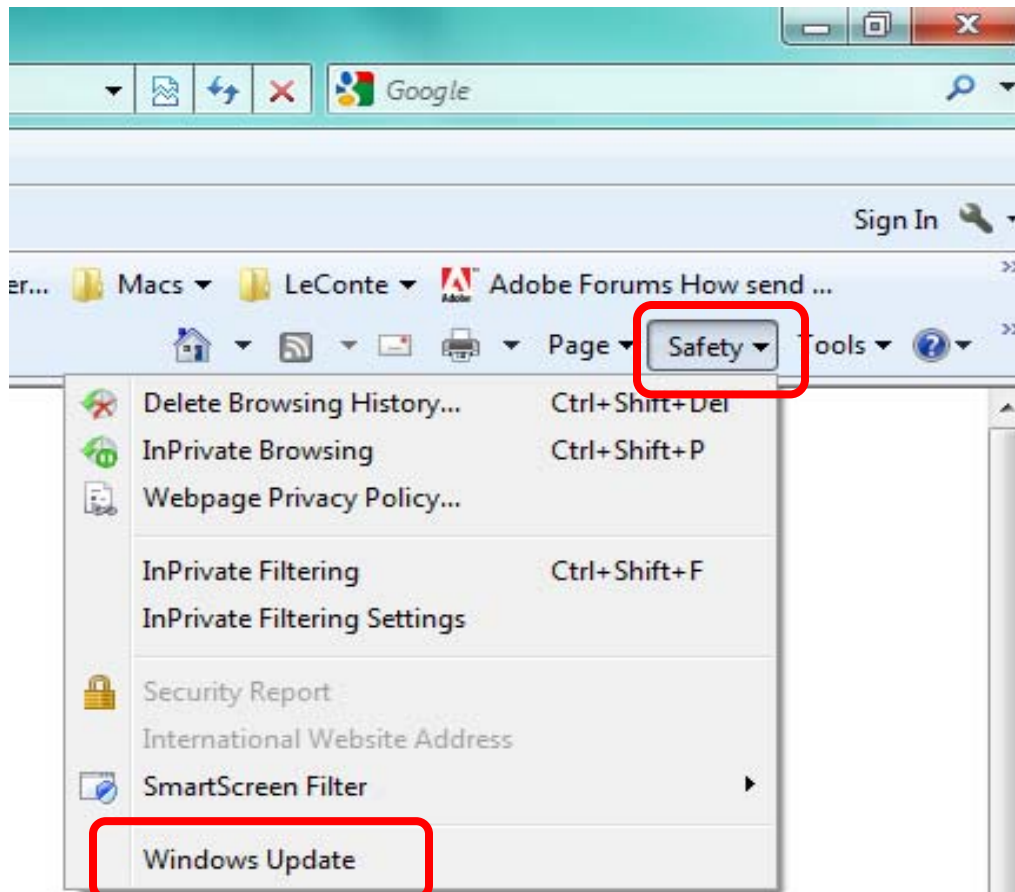 Google
Sign In
er... Macs LeConte Adobe Adobe Forums How send ...
Page Safety Tools
Delete Browsing History... Ctrl+Shift+Del
InPrivate Browsing Ctrl+Shift+P
Webpage Privacy Policy...
InPrivate Filtering Ctrl+Shift+F
InPrivate Filtering Settings
Security Report
International Website Address
SmartScreen Filter
Windows Update